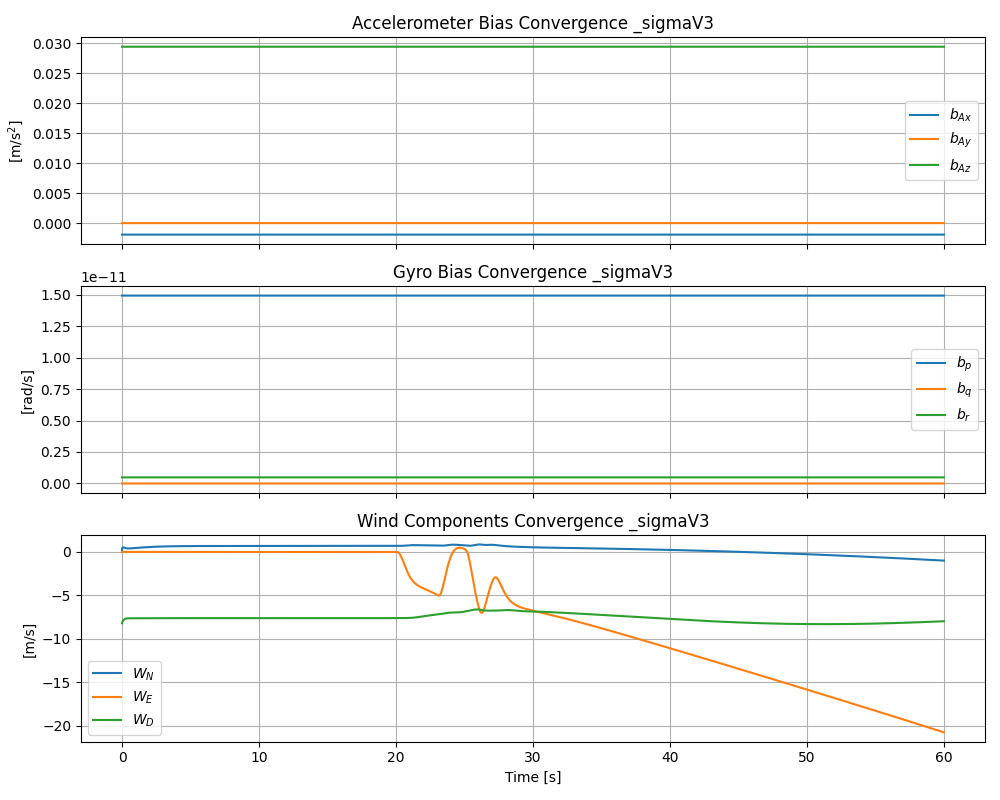 Accelerometer Bias Convergence _sigmaV3
0.030
0.025
0.020
0.015
0.010
0.005
0.000
[m/s²]
b_Ax
b_Ay
b_Az
Gyro Bias Convergence _sigmaV3
1e−11
1.50
1.25
1.00
0.75
0.50
0.25
0.00
[rad/s]
b_p
b_q
b_r
Wind Components Convergence _sigmaV3
0
−5
−10
−15
−20
[m/s]
W_N
W_E
W_D
0 10 20 30 40 50 60
Time [s]